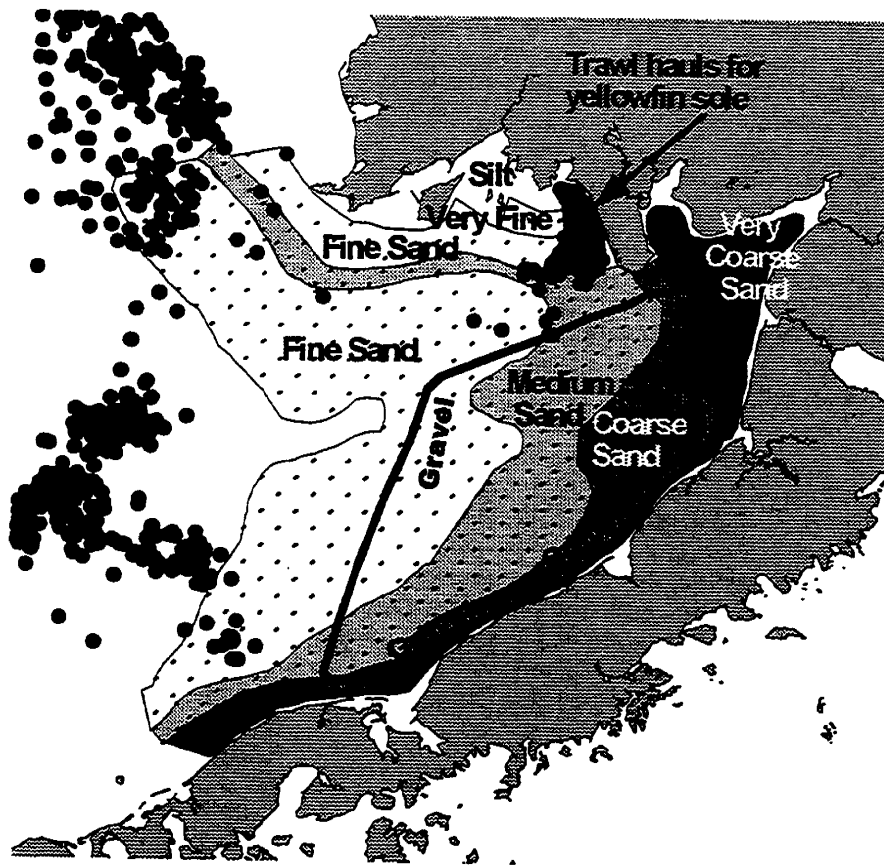 Trawl hauls for
yellowfin sole
Silt
Very Fine
Fine Sand
Very
Coarse
Sand
Fine Sand
Medium
Sand
Gravel
Coarse
Sand